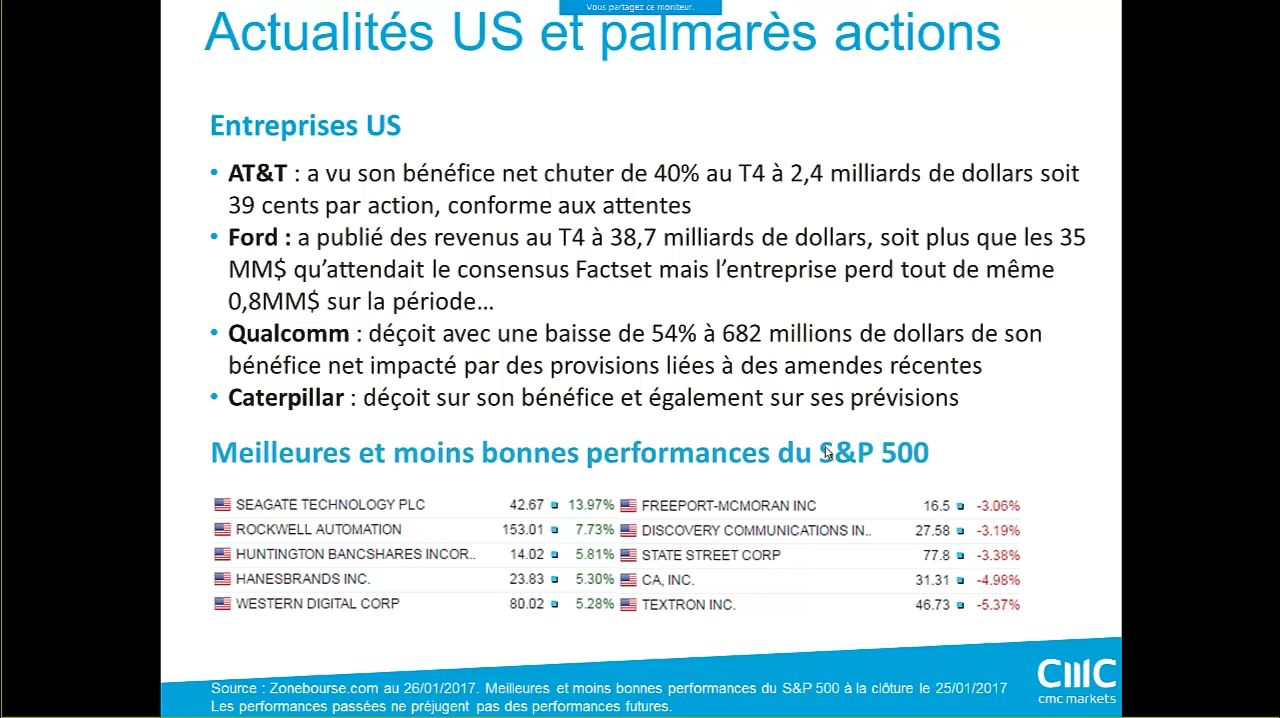 Vous partagez ce moniteur.
Actualités US et palmarès actions
Entreprises US
• AT&T : a vu son bénéfice net chuter de 40% au T4 à 2,4 milliards de dollars soit
39 cents par action, conforme aux attentes
• Ford : a publié des revenus au T4 à 38,7 milliards de dollars, soit plus que les 35
MM$ qu’attendait le consensus Factset mais l’entreprise perd tout de même
0,8MM$ sur la période…
• Qualcomm : déçoit avec une baisse de 54% à 682 millions de dollars de son
bénéfice net impacté par des provisions liées à des amendes récentes
• Caterpillar : déçoit sur son bénéfice et également sur ses prévisions
Meilleures et moins bonnes performances du S&P 500
SEAGATE TECHNOLOGY PLC 42.67 13.97% FREEPORT-MCMORAN INC 16.5 -3.06%
ROCKWELL AUTOMATION 153.01 7.73% DISCOVERY COMMUNICATIONS IN.. 27.58 -3.19%
HUNTINGTON BANCSHARES INCOR.. 14.02 5.81% STATE STREET CORP 77.8 -3.38%
HANESBRANDS INC. 23.83 5.30% CA, INC. 31.31 -4.98%
WESTERN DIGITAL CORP 80.02 5.28% TEXTRON INC. 46.73 -5.37%
Source : Zonebourse.com au 26/01/2017. Meilleures et moins bonnes performances du S&P 500 à la clôture le 25/01/2017
Les performances passées ne préjugent pas des performances futures.
CMC
cmc markets